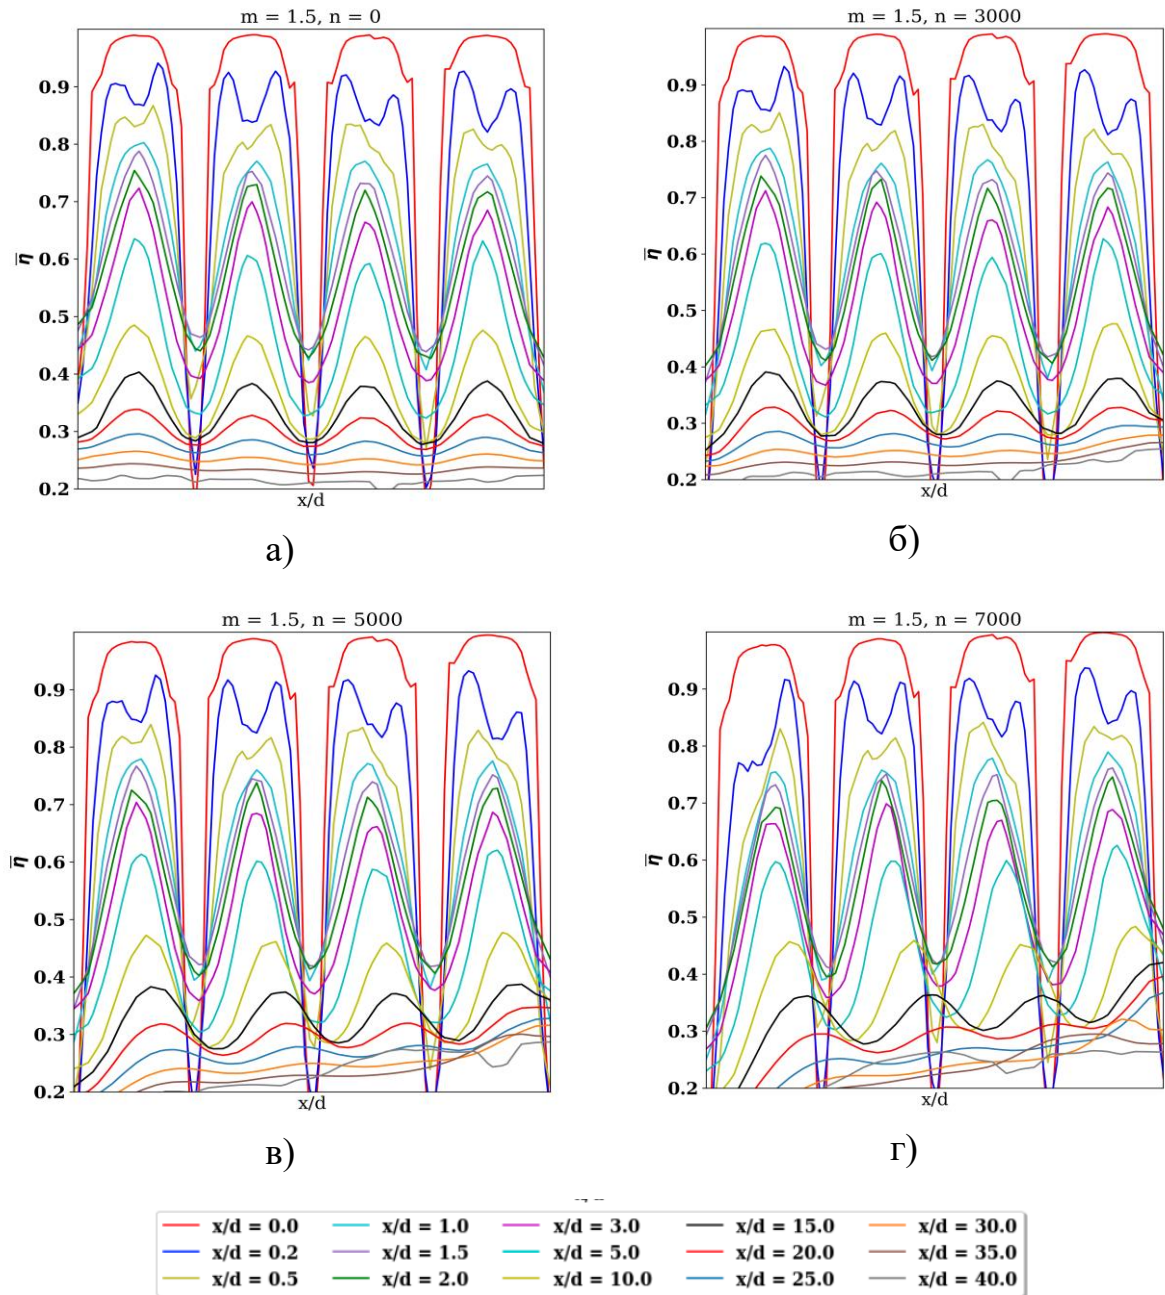 m = 1.5, n = 0
m = 1.5, n = 3000
0.9
0.8
0.7
0.6
0.5
0.4
0.3
0.2
η̅
x/d
0.9
0.8
0.7
0.6
0.5
0.4
0.3
0.2
η̅
x/d
а)
б)
m = 1.5, n = 5000
m = 1.5, n = 7000
0.9
0.8
0.7
0.6
0.5
0.4
0.3
0.2
η̅
x/d
0.9
0.8
0.7
0.6
0.5
0.4
0.3
0.2
η̅
x/d
в)
г)
x/d = 0.0 x/d = 1.0 x/d = 3.0 x/d = 15.0 x/d = 30.0
x/d = 0.2 x/d = 1.5 x/d = 5.0 x/d = 20.0 x/d = 35.0
x/d = 0.5 x/d = 2.0 x/d = 10.0 x/d = 25.0 x/d = 40.0